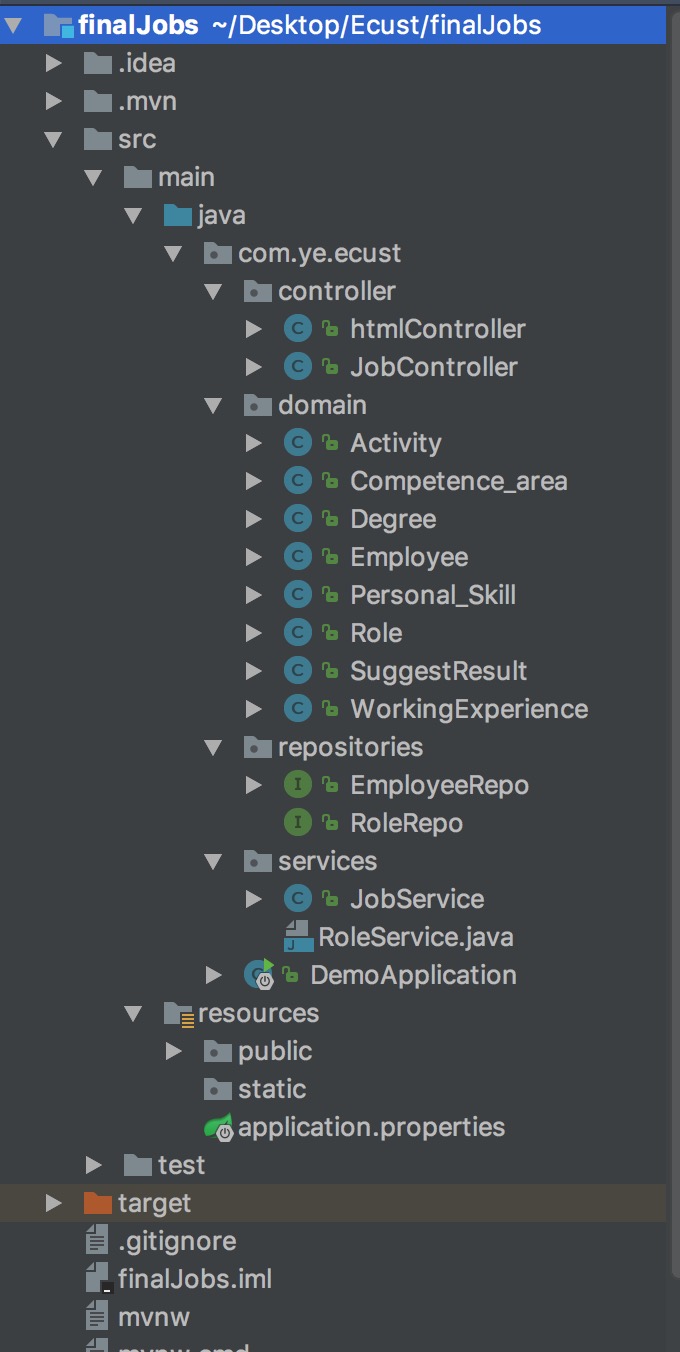 finalJobs ~/Desktop/Ecust/finalJobs
.idea
.mvn
src
main
java
com.ye.ecust
controller
C htmlController
C JobController
domain
C Activity
C Competence_area
C Degree
C Employee
C Personal_Skill
C Role
C SuggestResult
C WorkingExperience
repositories
I EmployeeRepo
I RoleRepo
services
C JobService
J RoleService.java
C DemoApplication
resources
public
static
application.properties
test
target
.gitignore
finalJobs.iml
mvnw
mvnw.cmd